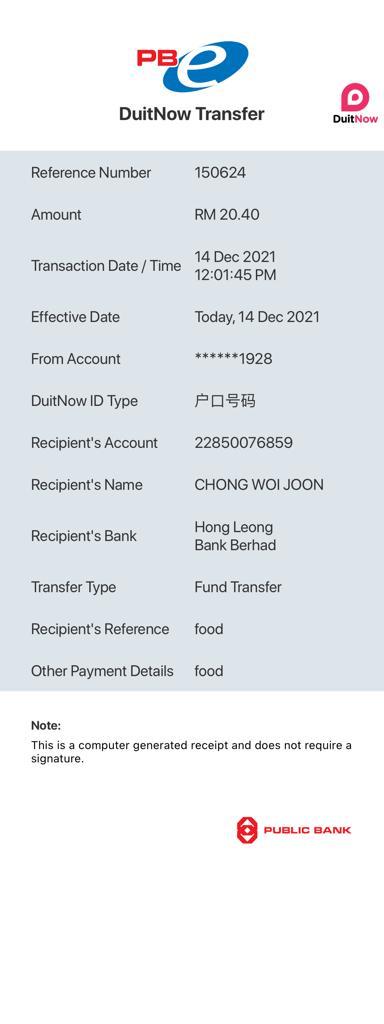 PBe
DuitNow Transfer
DuitNow
Reference Number 150624
Amount RM 20.40
Transaction Date / Time 14 Dec 2021
12:01:45 PM
Effective Date Today, 14 Dec 2021
From Account ******1928
DuitNow ID Type 户口号码
Recipient's Account 22850076859
Recipient's Name CHONG WOI JOON
Recipient's Bank Hong Leong
Bank Berhad
Transfer Type Fund Transfer
Recipient's Reference food
Other Payment Details food
Note:
This is a computer generated receipt and does not require a
signature.
PUBLIC BANK